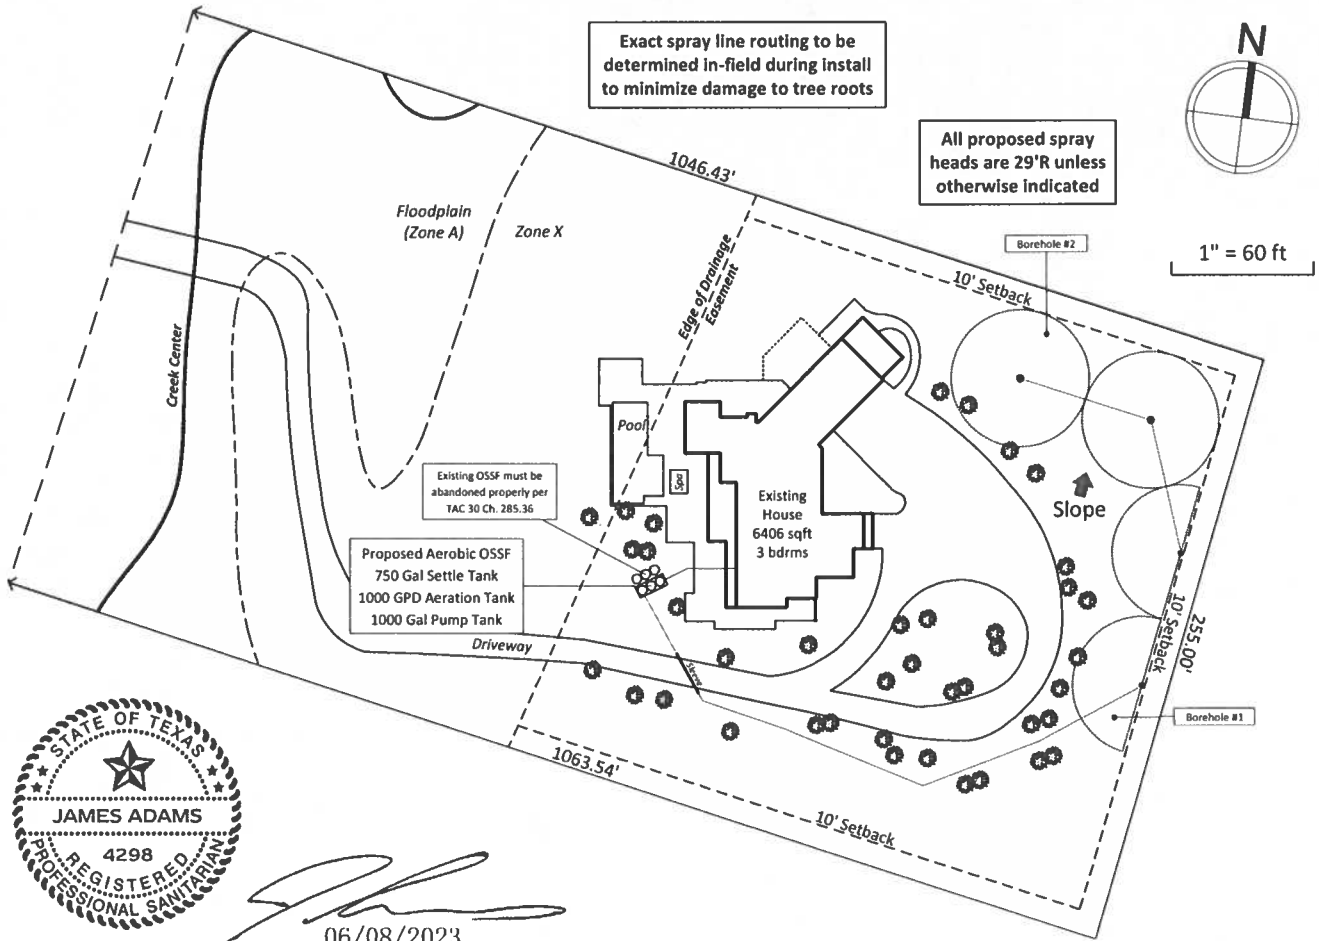 Exact spray line routing to be
determined in-field during install
to minimize damage to tree roots
N
All proposed spray
heads are 29'R unless
otherwise indicated
1046.43'
Floodplain
(Zone A)
Zone X
Borehole #2
1" = 60 ft
Edge of Drainage
Easement
10' Setback
Creek Center
Pool
Spa
Existing OSSF must be
abandoned properly per
TAC 30 Ch. 285.36
Existing
House
6406 sqft
3 bdrms
Slope
Proposed Aerobic OSSF
750 Gal Settle Tank
1000 GPD Aeration Tank
1000 Gal Pump Tank
Driveway
Sleeve
10' Setback
255.00'
Borehole #1
1063.54'
10' Setback
STATE OF TEXAS
JAMES ADAMS
4298
REGISTERED
PROFESSIONAL SANITARIAN
06/08/2023